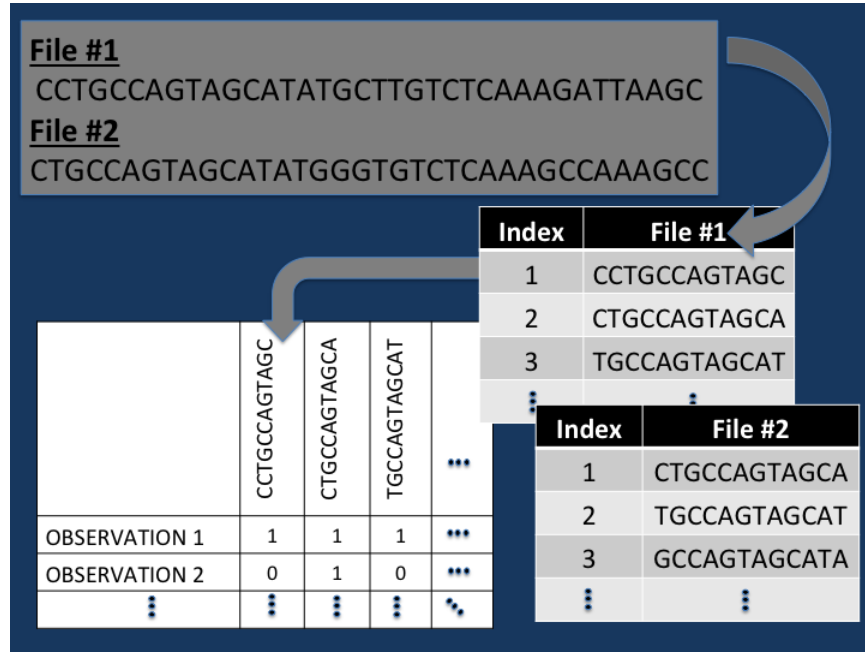 File #1
CCTGCCAGTAGCATATGCTTGTCTCAAAGATTAAGC
File #2
CTGCCAGTAGCATATGGGTGTCTCAAAGCCAAAGCC
Index File #1
1 CCTGCCAGTAGC
2 CTGCCAGTAGCA
3 TGCCAGTAGCAT
Index File #2
1 CTGCCAGTAGCA
2 TGCCAGTAGCAT
3 GCCAGTAGCATA
CCTGCCAGTAGC CTGCCAGTAGCA TGCCAGTAGCAT ...
OBSERVATION 1 1 1 1 ...
OBSERVATION 2 0 1 0 ...